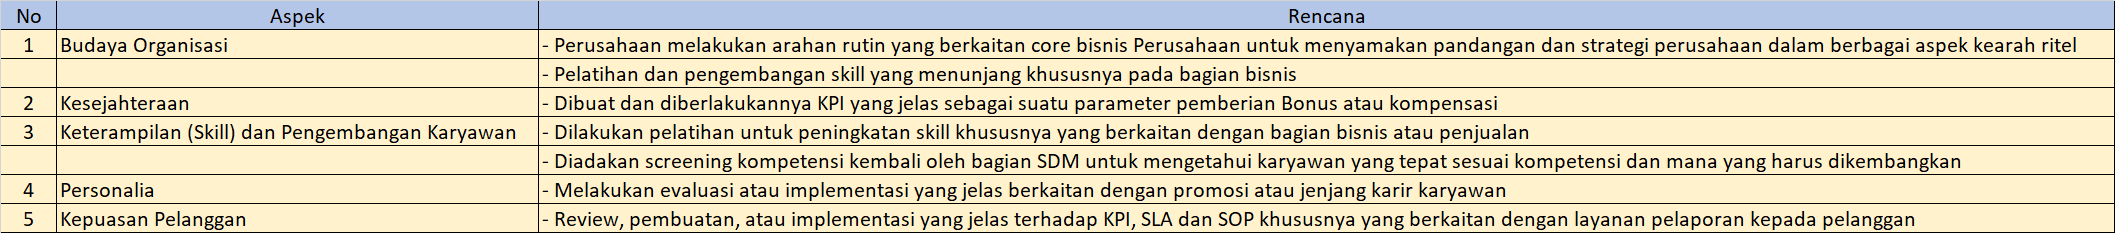 No Aspek Rencana
1 Budaya Organisasi - Perusahaan melakukan arahan rutin yang berkaitan core bisnis Perusahaan untuk menyamakan pandangan dan strategi perusahaan dalam berbagai aspek kearah ritel
- Pelatihan dan pengembangan skill yang menunjang khususnya pada bagian bisnis
2 Kesejahteraan - Dibuat dan diberlakukannya KPI yang jelas sebagai suatu parameter pemberian Bonus atau kompensasi
3 Keterampilan (Skill) dan Pengembangan Karyawan - Dilakukan pelatihan untuk peningkatan skill khususnya yang berkaitan dengan bagian bisnis atau penjualan
- Diadakan screening kompetensi kembali oleh bagian SDM untuk mengetahui karyawan yang tepat sesuai kompetensi dan mana yang harus dikembangkan
4 Personalia - Melakukan evaluasi atau implementasi yang jelas berkaitan dengan promosi atau jenjang karir karyawan
5 Kepuasan Pelanggan - Review, pembuatan, atau implementasi yang jelas terhadap KPI, SLA dan SOP khususnya yang berkaitan dengan layanan pelaporan kepada pelanggan